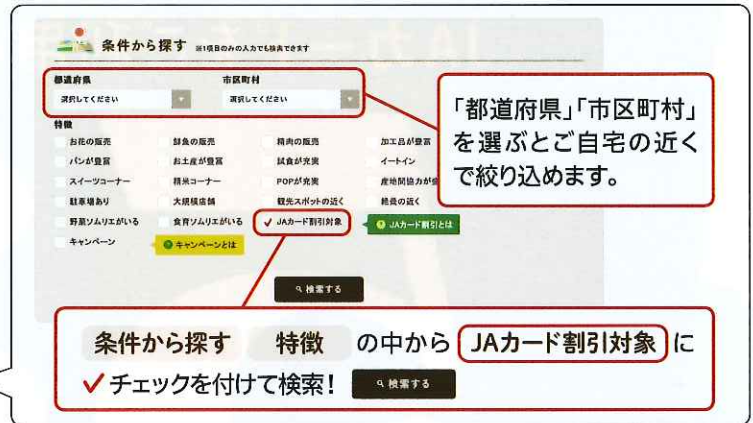 条件から探す ※1項目のみの入力でも検索できます
都道府県 市区町村
選択してください 選択してください
「都道府県」「市区町村」
を選ぶとご自宅の近く
で絞り込めます。
特徴
お花の販売 鮮魚の販売 精肉の販売 加工品が豊富
パンが豊富 お土産が豊富 試食が充実 イートイン
スイーツコーナー 精米コーナー POPが充実 産地間協力が
駐車場あり 大規模店舗 観光スポットの近く 絶景の近く
野菜ソムリエがいる 食育ソムリエがいる ✓ JAカード割引対象 ? JAカード割引とは
キャンペーン ? キャンペーンとは
検索する
条件から探す 特徴 の中から JAカード割引対象 に
✓チェックを付けて検索! 検索する